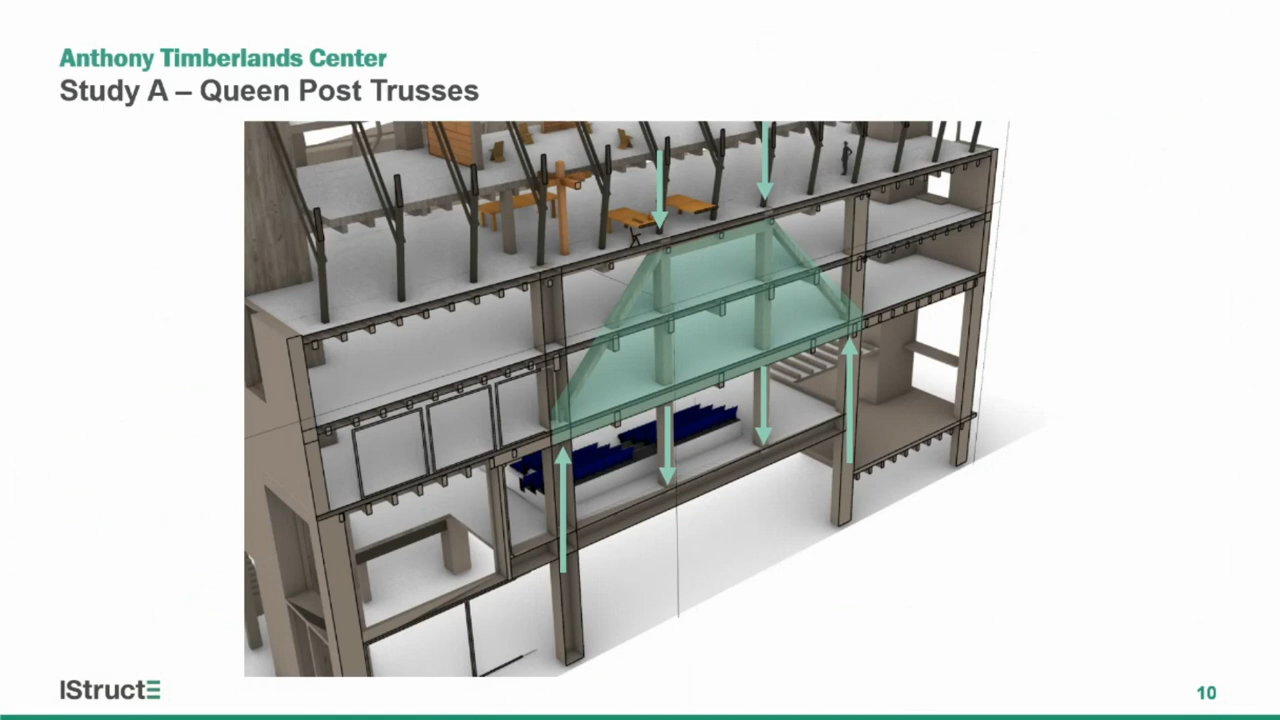 Anthony Timberlands Center
Study A – Queen Post Trusses
IStructE
10